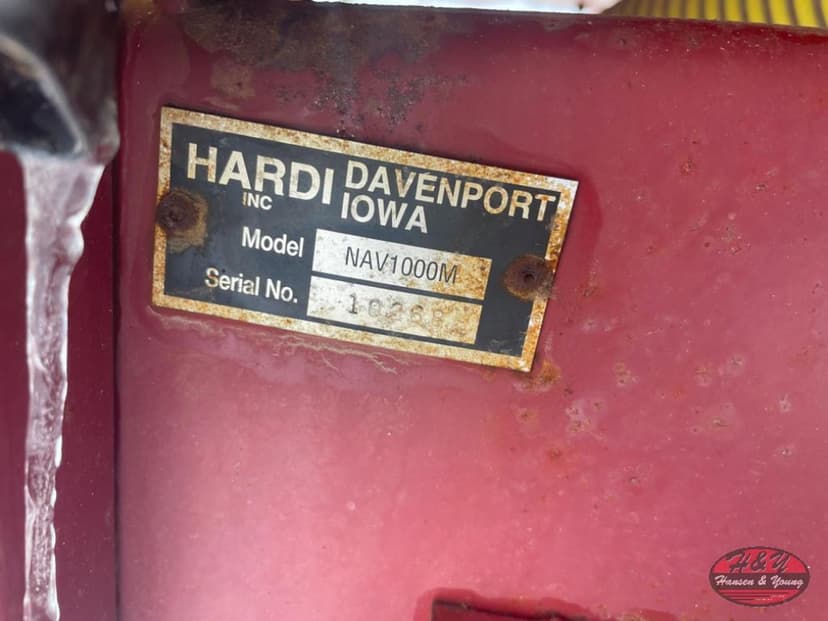 HARDI INC DAVENPORT IOWA
Model NAV1000M
Serial No.
H&Y
Hansen & Young